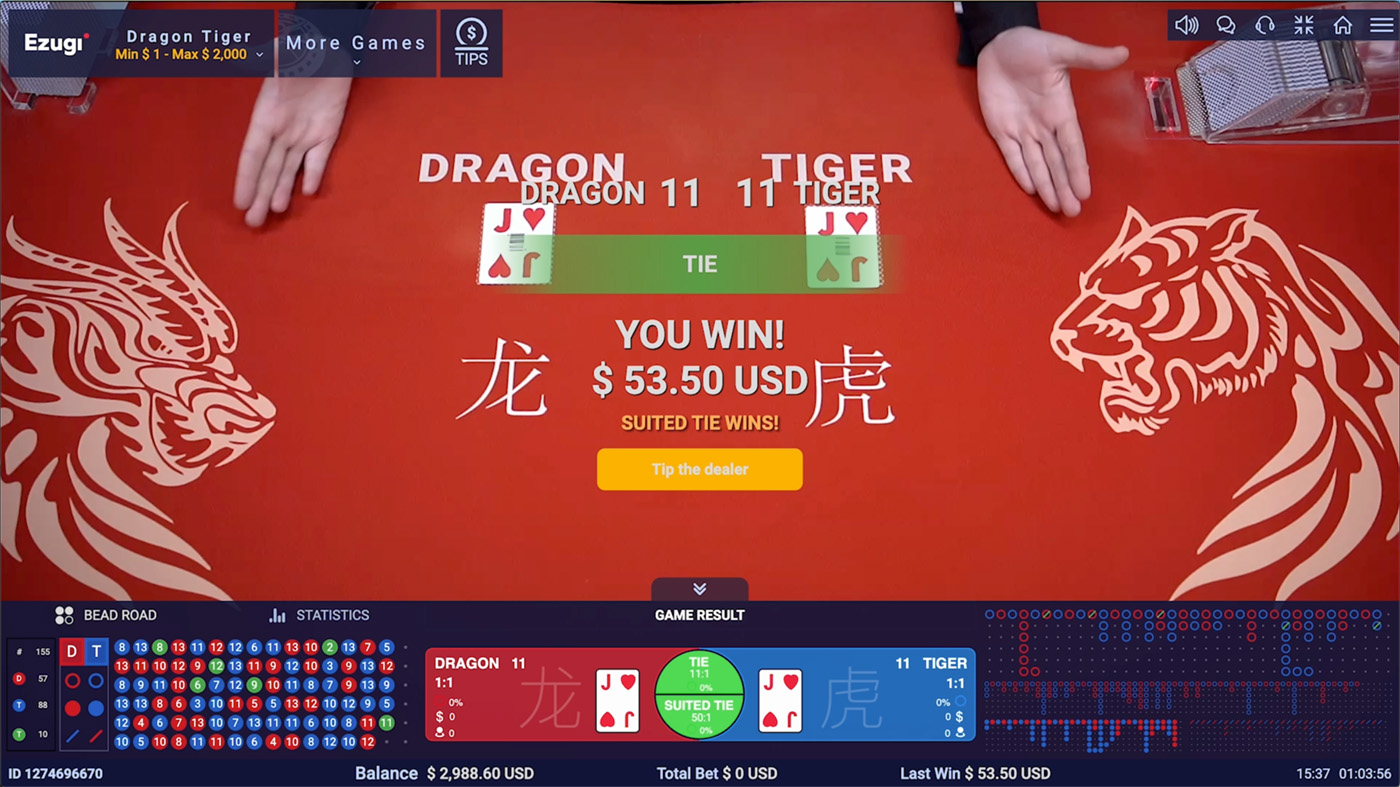 Ezugi
Dragon Tiger
Min $ 1 - Max $ 2,000
More Games
TIPS
DRAGON TIGER
DRAGON 11 11 TIGER
J J
J J
TIE
YOU WIN!
$ 53.50 USD
龙 虎
SUITED TIE WINS!
Tip the dealer
BEAD ROAD
STATISTICS
GAME RESULT
# 155
D 57
T 88
T 10
D T
8 13 8 13 11 12 12 6 11 13 10 2 13 7 5
13 11 10 12 9 12 13 11 9 12 10 3 9 13 12
8 9 11 10 6 7 12 9 10 11 8 7 9 13 9
13 13 8 6 3 10 11 5 5 13 12 10 12 9 5
12 4 6 7 13 10 7 13 11 11 6 10 8 11 11
10 5 10 8 11 11 10 6 4 10 8 12 10 12
DRAGON 11
1:1
0%
$ 0
0
龙
J
J
TIE
11:1
0%
SUITED TIE
50:1
0%
J
J
虎
11 TIGER
1:1
0%
0 $
0
ID 1274696670
Balance $ 2,988.60 USD
Total Bet $ 0 USD
Last Win $ 53.50 USD
15:37 01:03:56